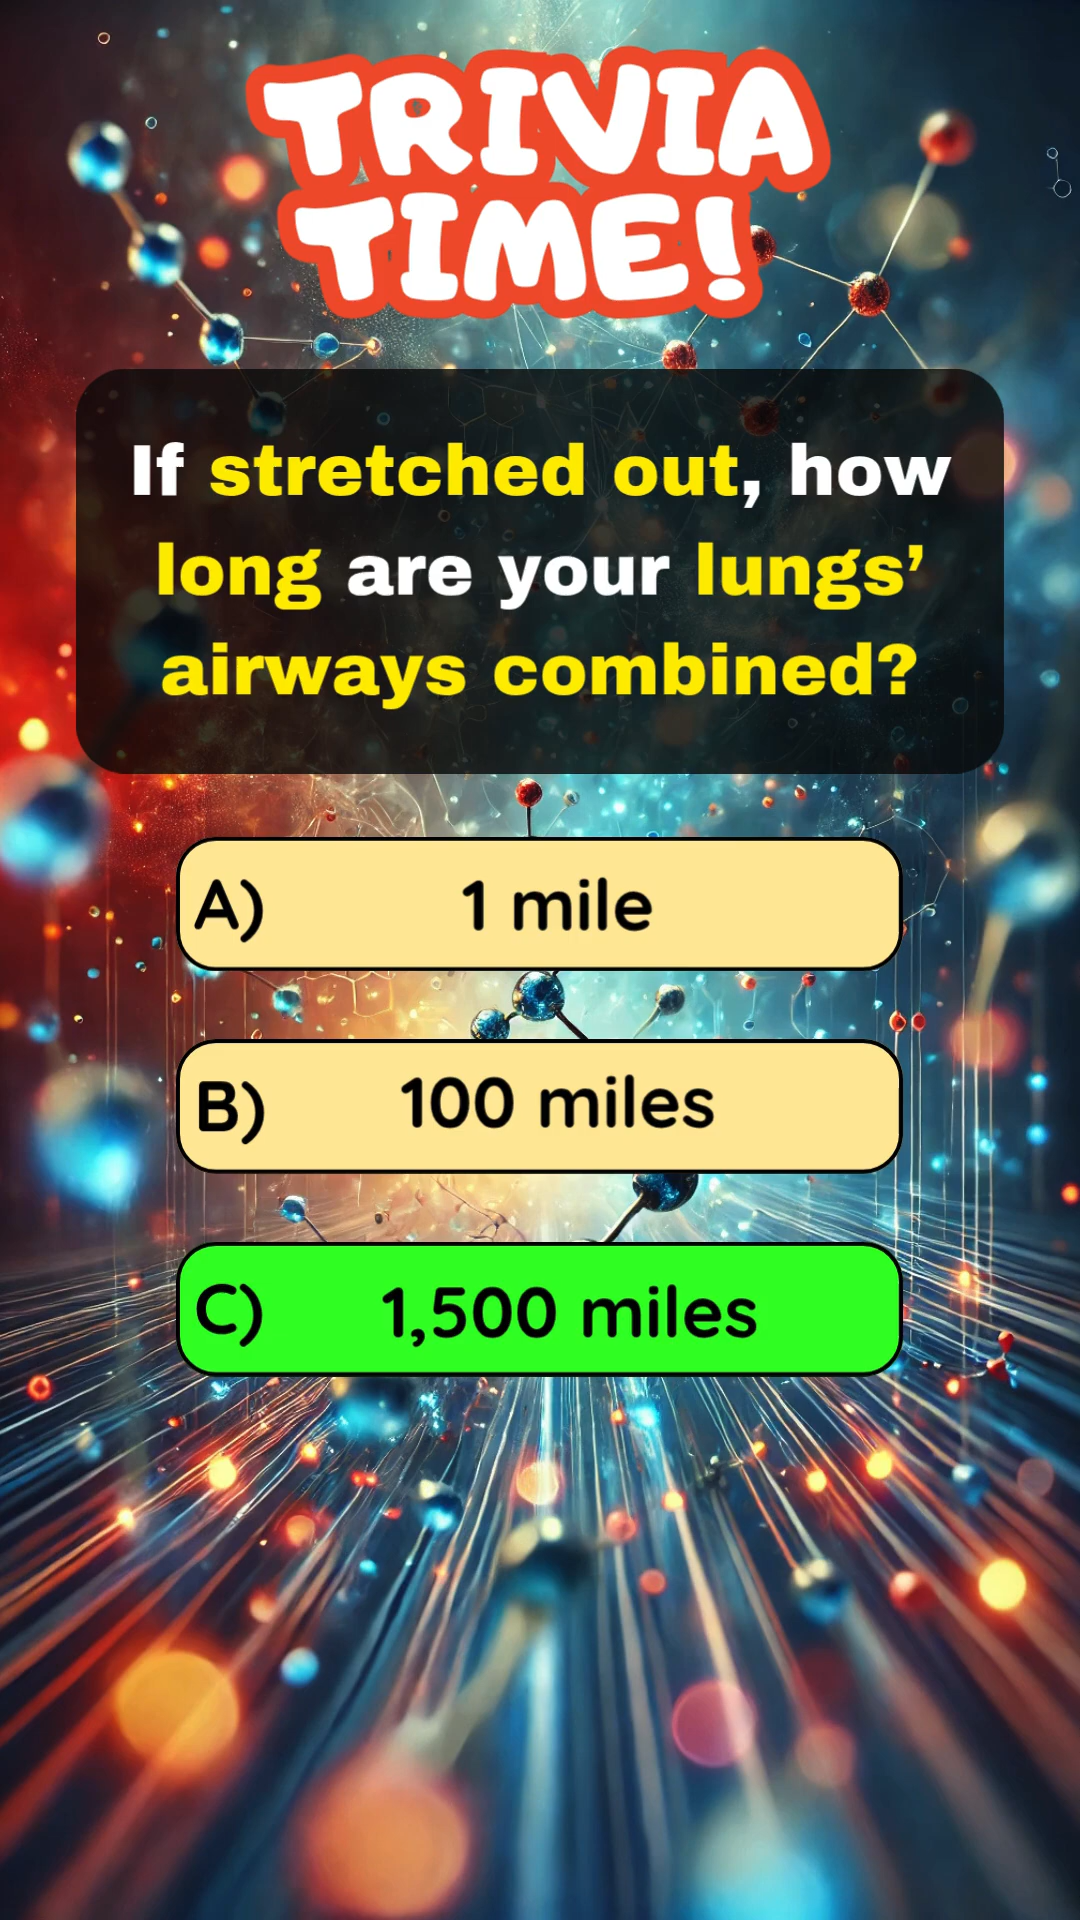 TRIVIA
TIME!
If stretched out, how
long are your lungs’
airways combined?
A) 1 mile
B) 100 miles
C) 1,500 miles